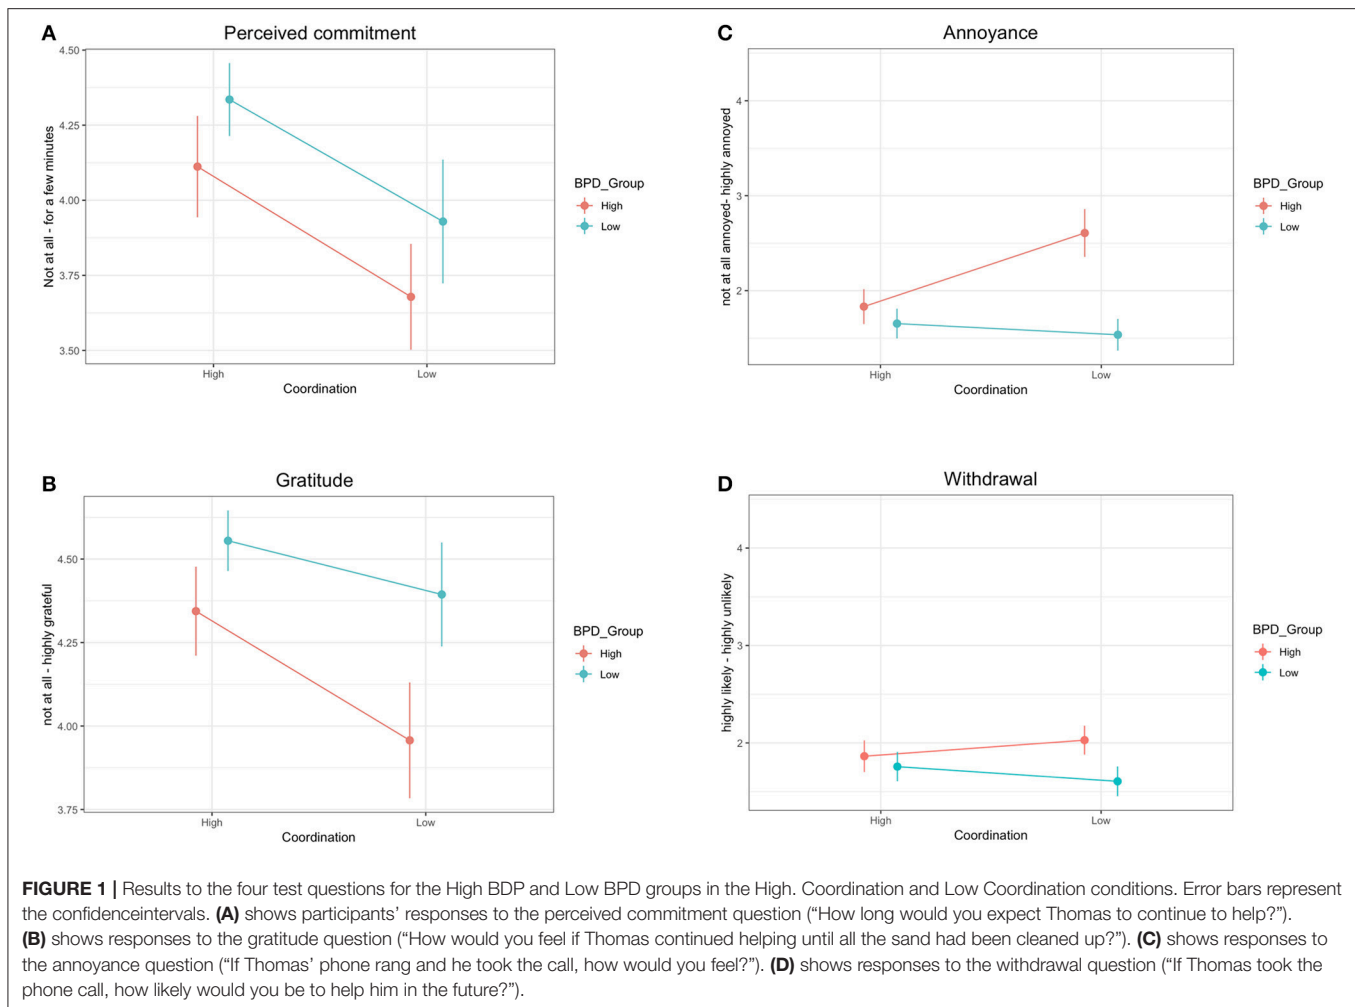 A
Perceived commitment
4.50
4.25
4.00
3.75
3.50
Not at all - for a few minutes
High
Low
Coordination
BPD_Group
High
Low
C
Annoyance
4
3
2
not at all annoyed- highly annoyed
High
Low
Coordination
BPD_Group
High
Low
B
Gratitude
4.50
4.25
4.00
3.75
not at all - highly grateful
High
Low
Coordination
BPD_Group
High
Low
D
Withdrawal
4
3
2
highly likely - highly unlikely
High
Low
Coordination
BPD_Group
High
Low
FIGURE 1 | Results to the four test questions for the High BDP and Low BPD groups in the High. Coordination and Low Coordination conditions. Error bars represent
the confidenceintervals. (A) shows participants' responses to the perceived commitment question ("How long would you expect Thomas to continue to help?").
(B) shows responses to the gratitude question ("How would you feel if Thomas continued helping until all the sand had been cleaned up?"). (C) shows responses to
the annoyance question ("If Thomas' phone rang and he took the call, how would you feel?"). (D) shows responses to the withdrawal question ("If Thomas took the
phone call, how likely would you be to help him in the future?").